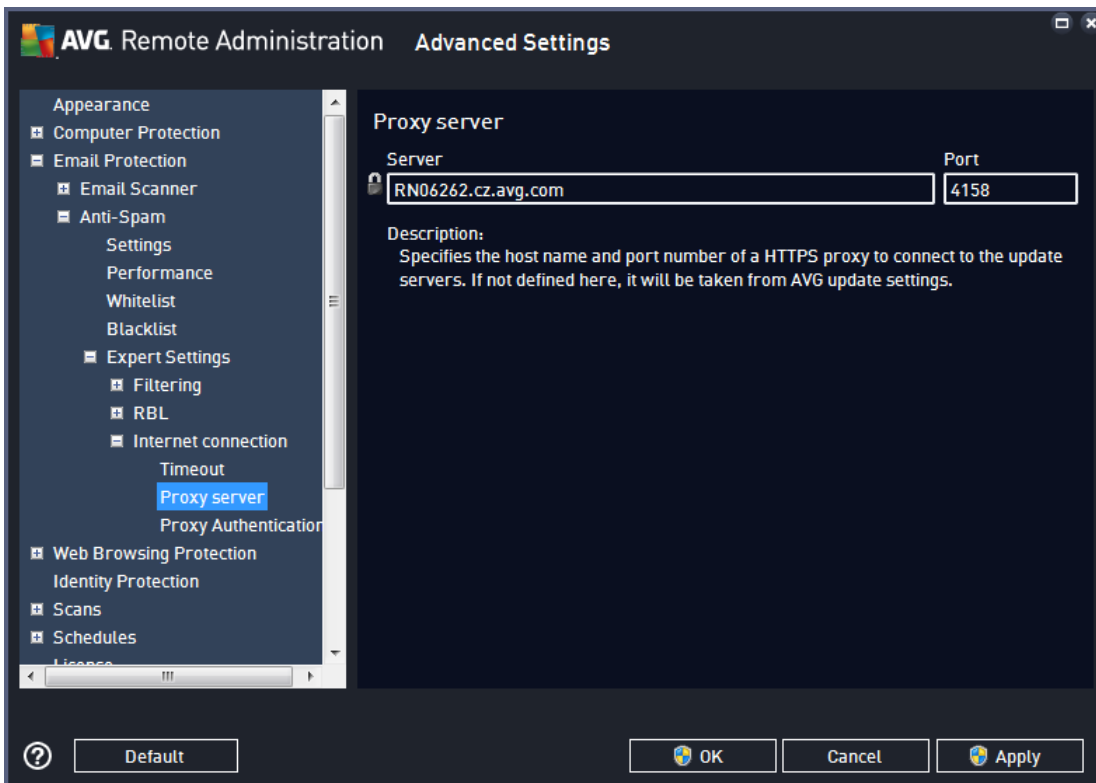 AVG. Remote Administration Advanced Settings
Appearance
Computer Protection
Email Protection
Email Scanner
Anti-Spam
Settings
Performance
Whitelist
Blacklist
Expert Settings
Filtering
RBL
Internet connection
Timeout
Proxy server
Proxy Authentication
Web Browsing Protection
Identity Protection
Scans
Schedules
License
Proxy server
Server Port
RN06262.cz.avg.com 4158
Description:
Specifies the host name and port number of a HTTPS proxy to connect to the update
servers. If not defined here, it will be taken from AVG update settings.
Default OK Cancel Apply